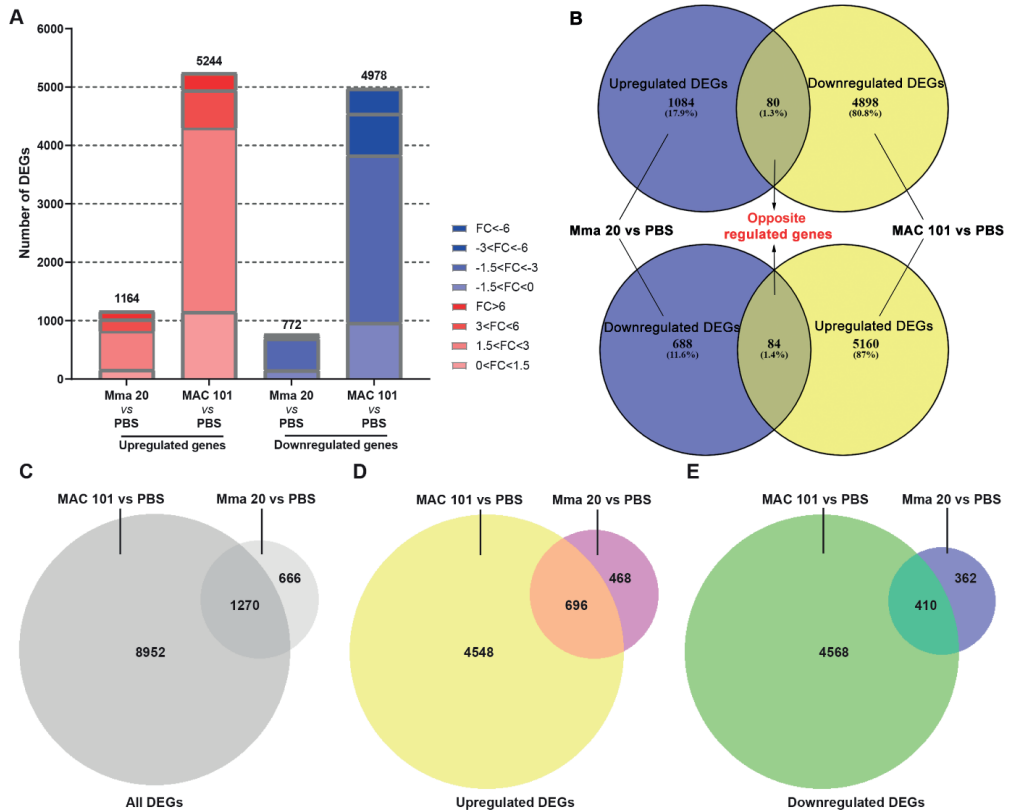 A
6000
5000
4000
3000
2000
1000
0
Number of DEGs
1164
5244
772
4978
Mma 20
vs
PBS
MAC 101
vs
PBS
Mma 20
vs
PBS
MAC 101
vs
PBS
Upregulated genes
Downregulated genes
FC<-6
-3<FC<-6
-1.5<FC<-3
-1.5<FC<0
FC>6
3<FC<6
1.5<FC<3
0<FC<1.5
B
Upregulated DEGs
1084
(17.9%)
80
(1.3%)
Downregulated DEGs
4898
(80.8%)
Mma 20 vs PBS
Opposite
regulated genes
MAC 101 vs PBS
Downregulated DEGs
688
(11.6%)
84
(1.4%)
Upregulated DEGs
5160
(87%)
C
MAC 101 vs PBS
Mma 20 vs PBS
666
1270
8952
All DEGs
D
MAC 101 vs PBS
Mma 20 vs PBS
468
696
4548
Upregulated DEGs
E
MAC 101 vs PBS
Mma 20 vs PBS
362
410
4568
Downregulated DEGs